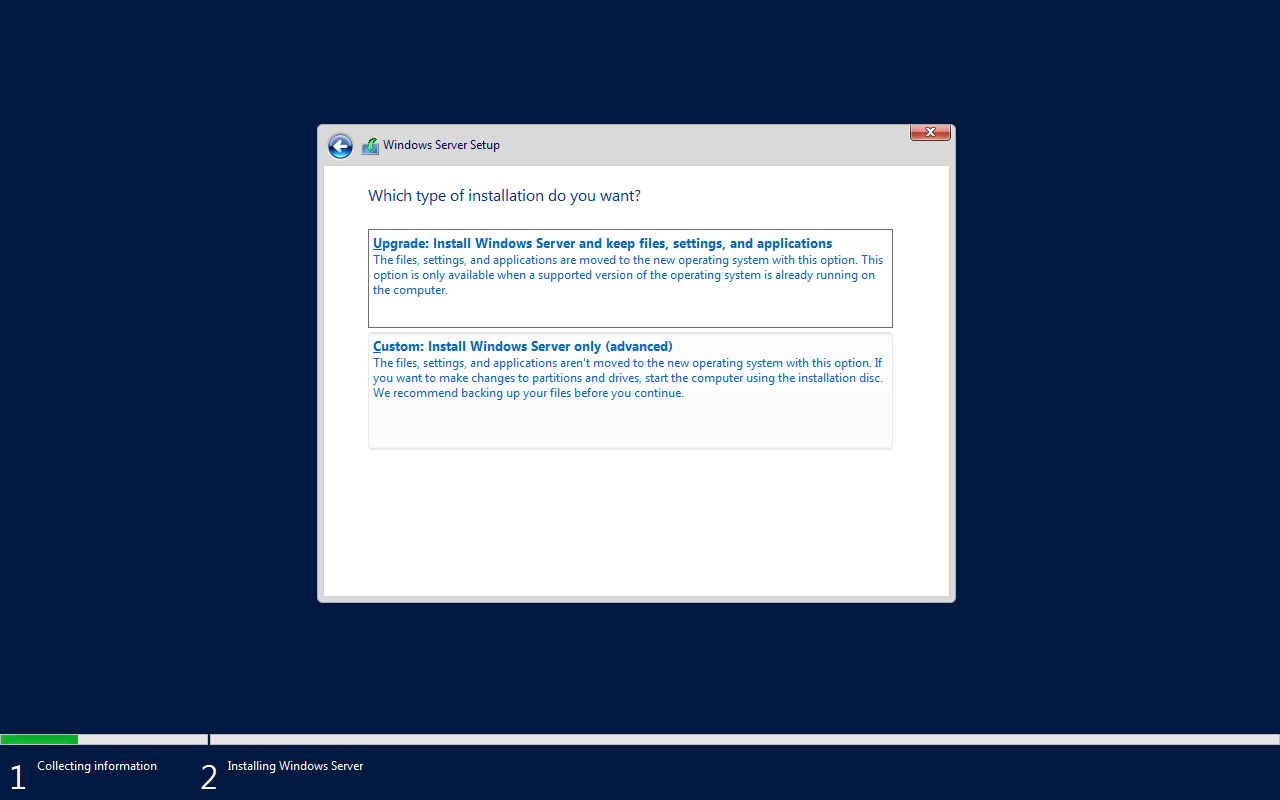 Windows Server Setup
Which type of installation do you want?
Upgrade: Install Windows Server and keep files, settings, and applications
The files, settings, and applications are moved to the new operating system with this option. This
option is only available when a supported version of the operating system is already running on
the computer.
Custom: Install Windows Server only (advanced)
The files, settings, and applications aren't moved to the new operating system with this option. If
you want to make changes to partitions and drives, start the computer using the installation disc.
We recommend backing up your files before you continue.
1 Collecting information 2 Installing Windows Server